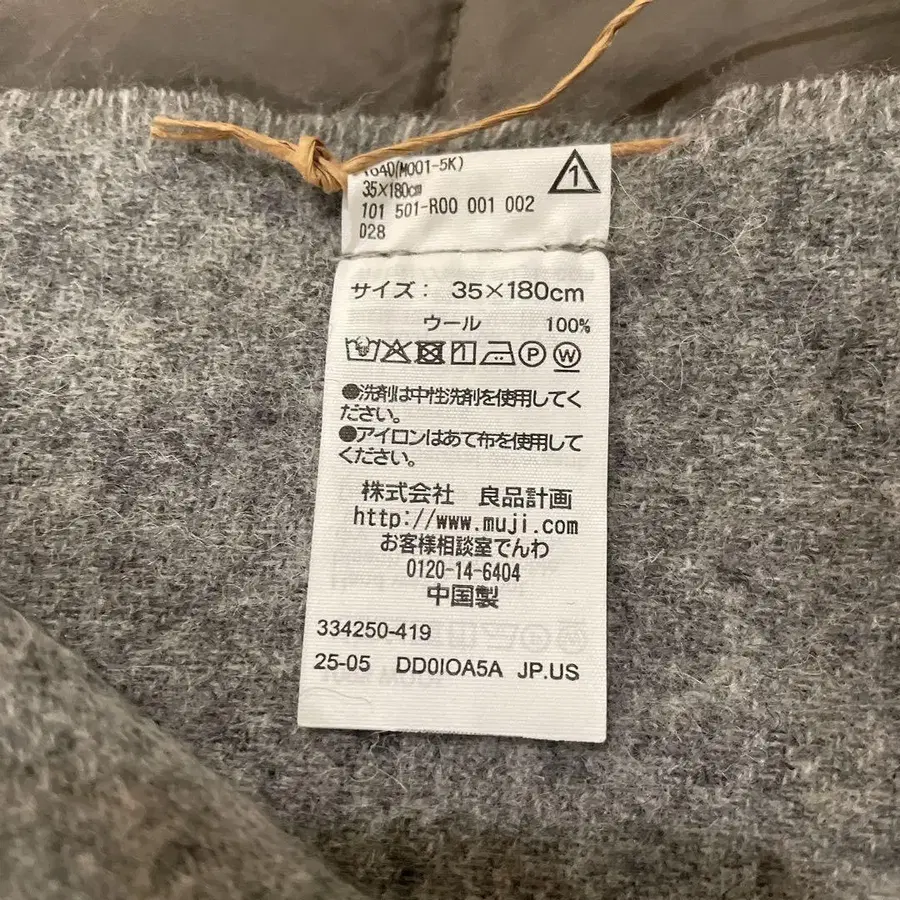 1640(M001-5K)
35×180cm
1
101 501-R00 001 002
028
サイズ： 35×180cm
ウール 100%
P W
●洗剤は中性洗剤を使用してく
ださい。
●アイロンはあて布を使用して
ください。
株式会社 良品計画
http://www.muji.com
お客様相談室でんわ
0120-14-6404
中国製
334250-419
25-05 DD0IOA5A JP.US